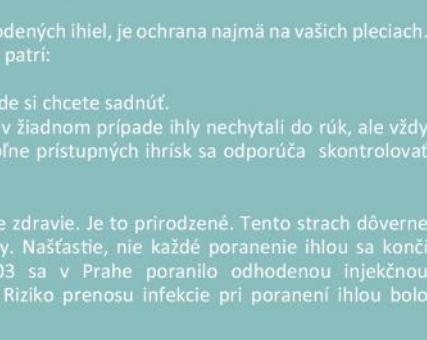 odených ihiel, je ochrana najmä na vašich pleciach.
patrí:
de si chcete sadnúť.
v žiadnom prípade ihly nechytali do rúk, ale vždy
oľne prístupných ihrísk sa odporúča skontrolovať
e zdravie. Je to prirodzené. Tento strach dôverne
y. Našťastie, nie každé poranenie ihlou sa končí
03 sa v Prahe poranilo odhodenou injekčnou
Riziko prenosu infekcie pri poranení ihlou bolo